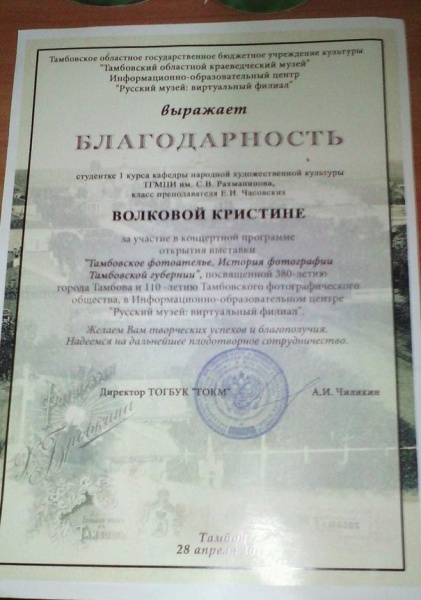 Тамбовское областное государственное бюджетное учреждение культуры
"Тамбовский областной краеведческий музей"
Информационно-образовательный центр
"Русский музей: виртуальный филиал"
выражает
БЛАГОДАРНОСТЬ
студентке 1 курса кафедры народной художественной культуры
ТГМПИ им. С.В. Рахманинова,
класс преподавателя Е.И. Часовских
ВОЛКОВОЙ КРИСТИНЕ
за участие в концертной программе
открытия выставки
"Тамбовское фотоателье. История фотографии
Тамбовской губернии", посвященной 380-летию
города Тамбова и 110 -летию Тамбовского фотографического
общества, в Информационно-образовательном центре
"Русский музей: виртуальный филиал".
Желаем Вам творческих успехов и благополучия.
Надеемся на дальнейшее плодотворное сотрудничество.
Директор ТОГБУК "ТОКМ"
А.И. Чиликин
28 апреля